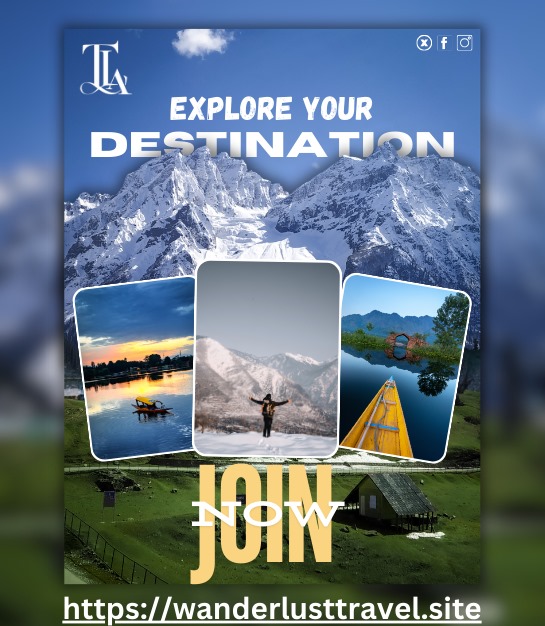 TLA
EXPLORE YOUR
DESTINATION
JOIN
NOW
https://wanderlusttravel.site